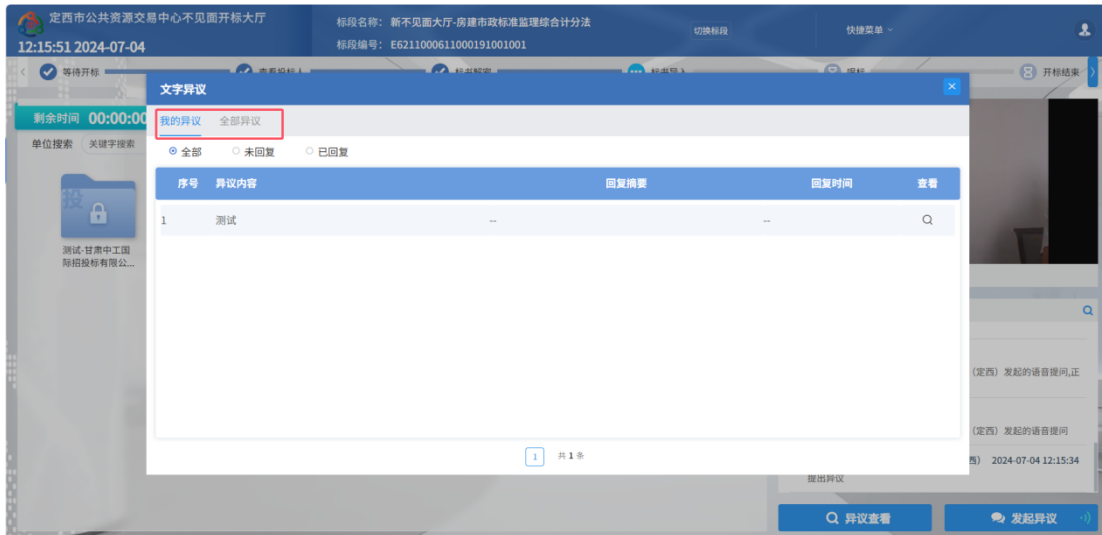 定西市公共资源交易中心不见面开标大厅
12:15:51 2024-07-04
标段名称： 新不见面大厅-房建市政标准监理综合计分法
标段编号： E6211000611000191001001
切换标段
快捷菜单
等待开标
开标结束
剩余时间 00:00:00
单位搜索 关键字搜索
投
测试-甘肃中工国
际招投标有限公...
文字异议
我的异议 全部异议
全部 未回复 已回复
序号 异议内容 回复摘要 回复时间 查看
1 测试 -- --
1 共 1 条
（定西）发起的语音提问,正
（定西）发起的语音提问
西） 2024-07-04 12:15:34
提出异议
异议查看
发起异议